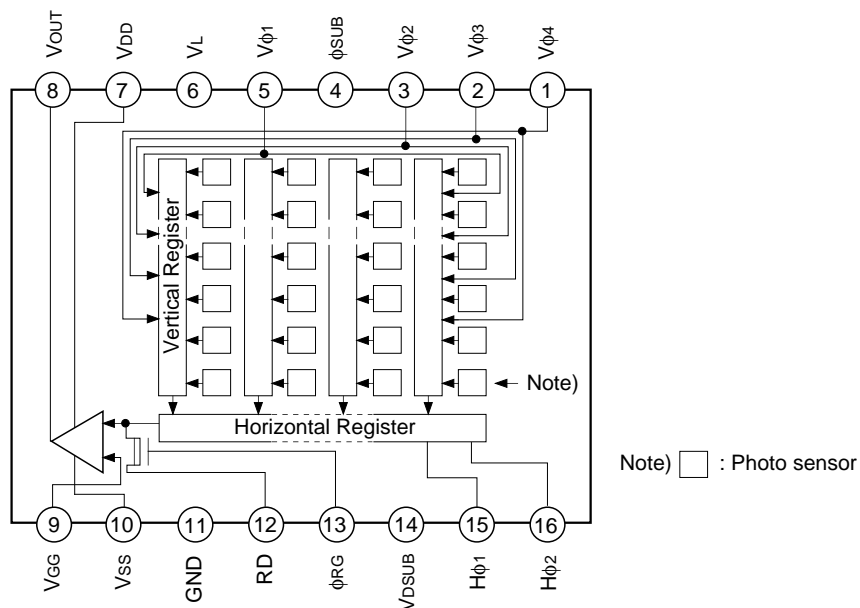 VOUT VDD VL Vϕ1 ϕSUB Vϕ2 Vϕ3 Vϕ4
8 7 6 5 4 3 2 1
Vertical Register
Note)
Horizontal Register
Note) : Photo sensor
9 10 11 12 13 14 15 16
VGG VSS GND RD ϕRG VDSUB Hϕ1 Hϕ2